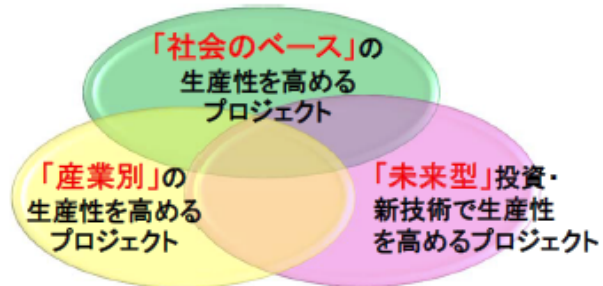 「社会のベース」の
生産性を高める
プロジェクト
「産業別」の
生産性を高める
プロジェクト
「未来型」投資・
新技術で生産性
を高めるプロジェクト